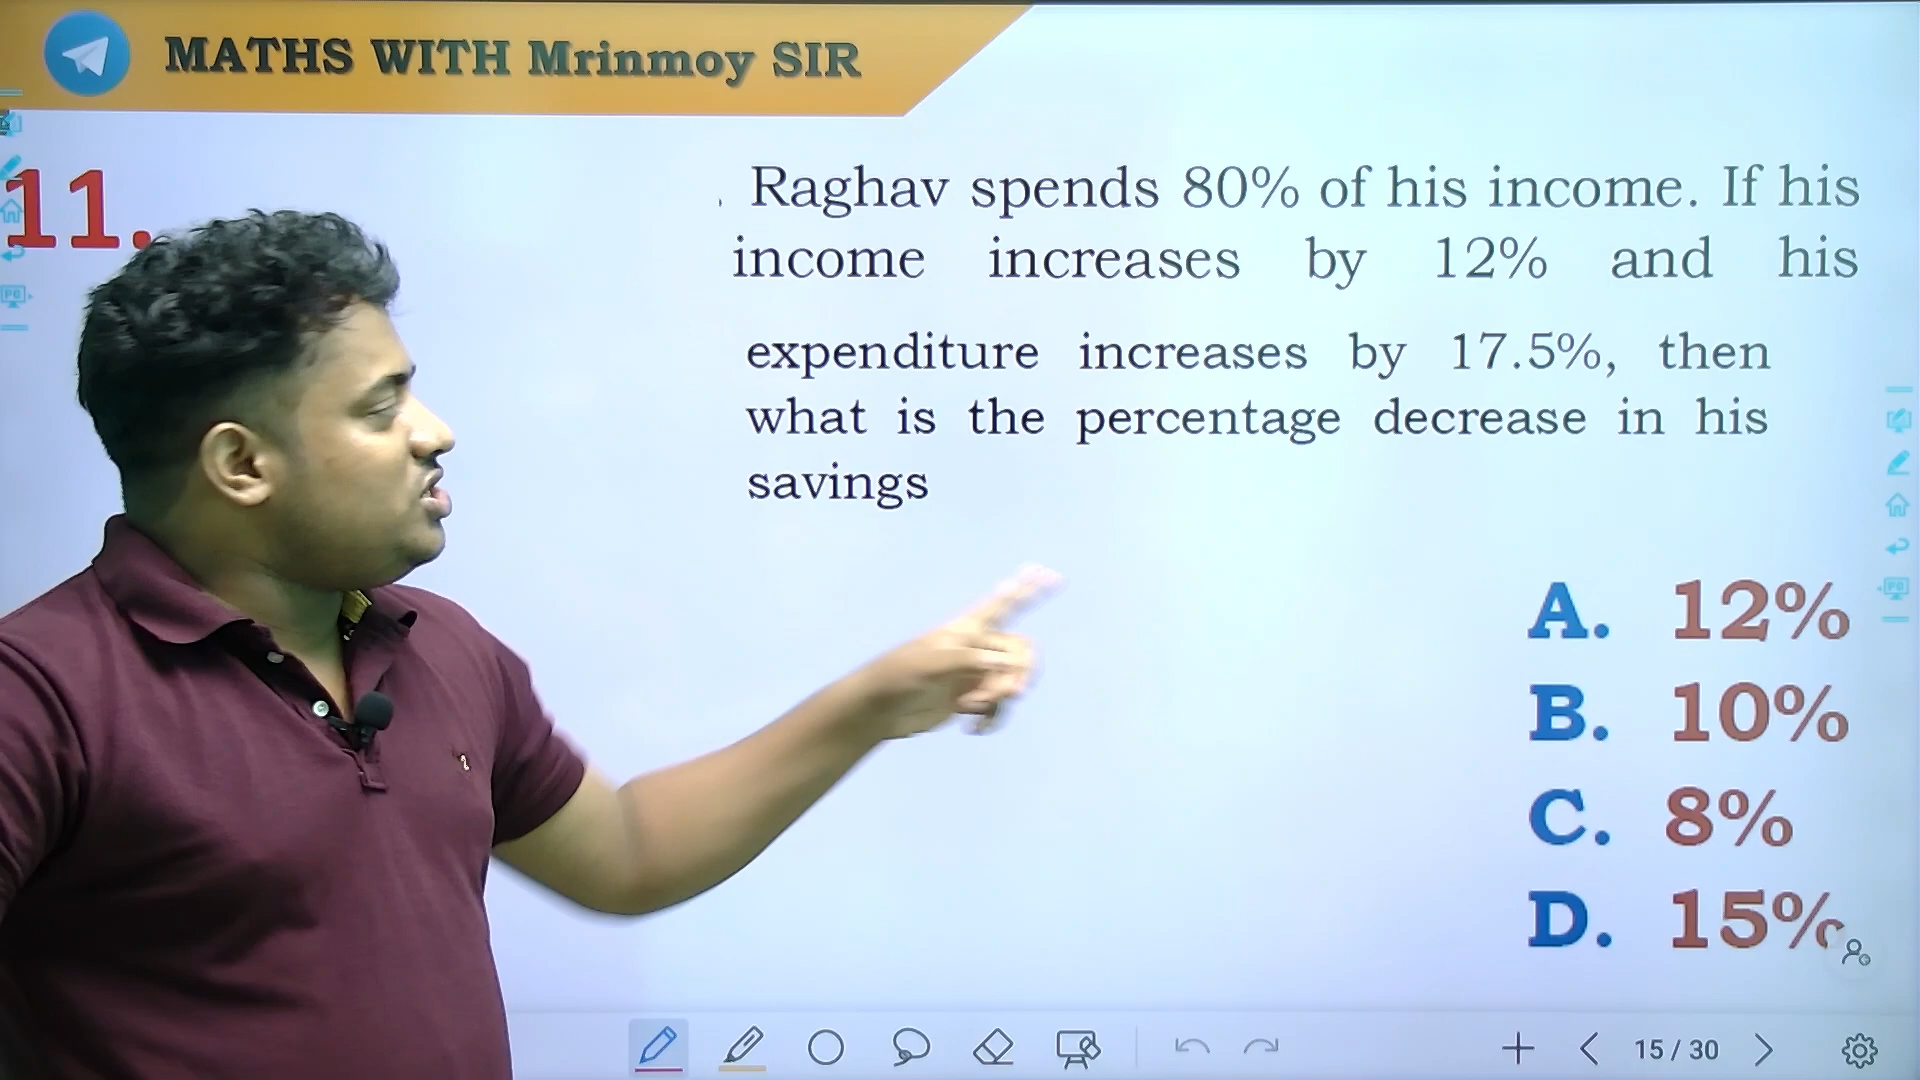 MATHS WITH Mrinmoy SIR
11.
Raghav spends 80% of his income. If his
income increases by 12% and his
expenditure increases by 17.5%, then
what is the percentage decrease in his
savings
A. 12%
B. 10%
C. 8%
D. 15%
15 / 30